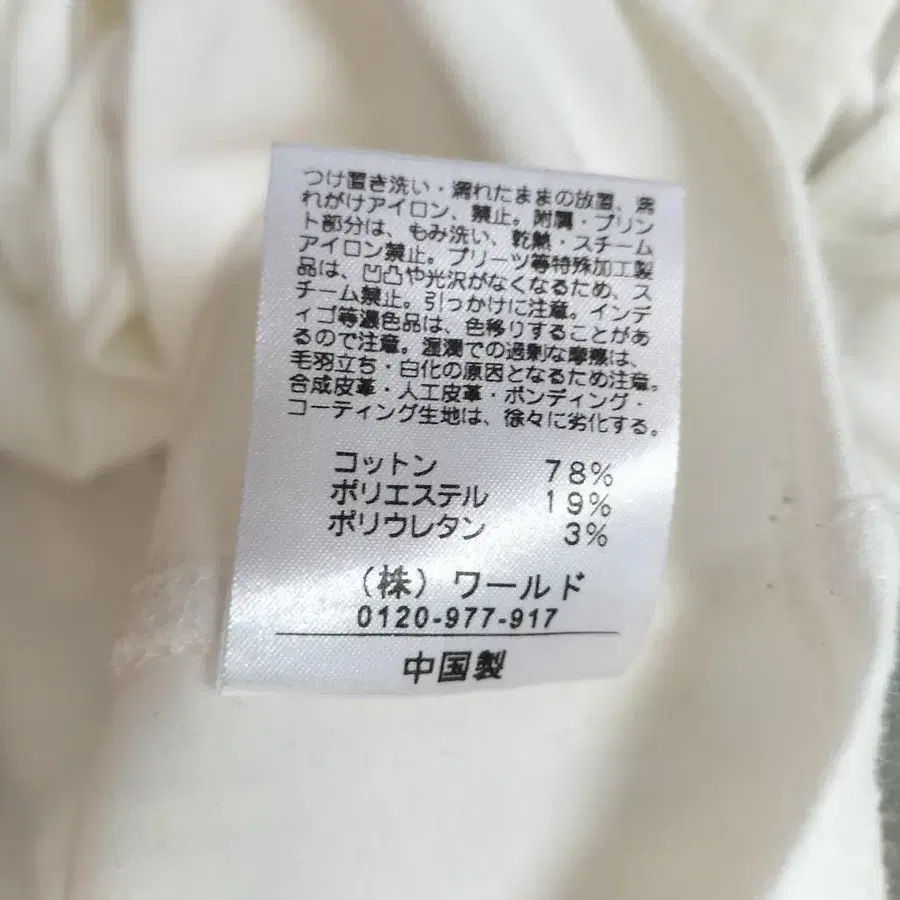 つけ置き洗い・濡れたままの放置、濡
れがけアイロン、禁止。附属・プリン
ト部分は、もみ洗い、乾熱・スチーム
アイロン禁止。プリーツ等特殊加工製
品は、凹凸や光沢がなくなるため、ス
チーム禁止。引っかけに注意。インデ
ィゴ等濃色品は、色移りすることがあ
るので注意。湿潤での過剰な摩擦は、
毛羽立ち・白化の原因となるため注意。
合成皮革・人工皮革・ボンディング・
コーティング生地は、徐々に劣化する。
コットン 78%
ポリエステル 19%
ポリウレタン 3%
(株) ワールド
0120-977-917
中国製